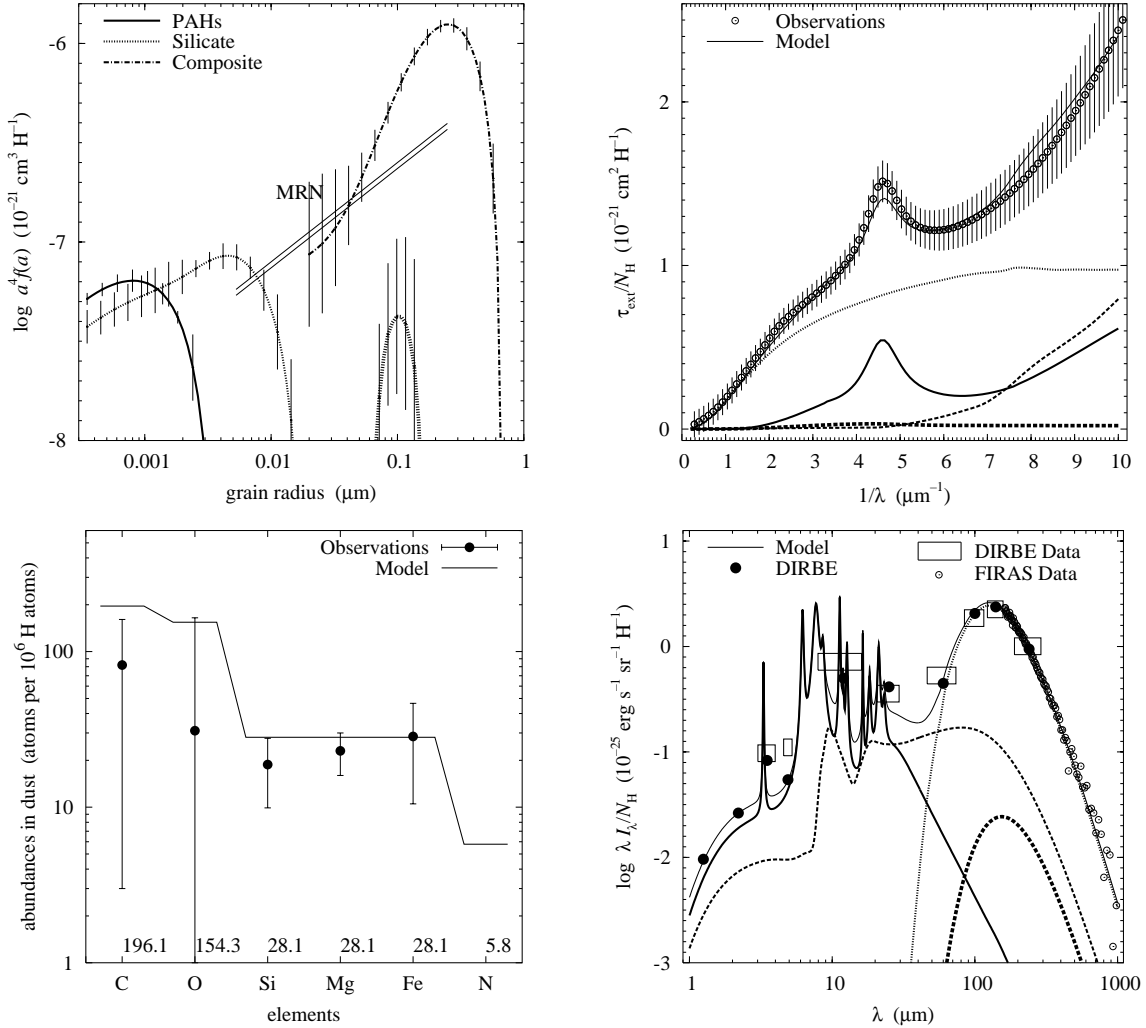 PAHs
Silicate
Composite
MRN
-6
-7
-8
0.001
0.01
0.1
1
log a⁴f(a) (10⁻²¹ cm³ H⁻¹)
grain radius (μm)
Observations
Model
2
1
0
0 1 2 3 4 5 6 7 8 9 10
τext/NH (10⁻²¹ cm² H⁻¹)
1/λ (μm⁻¹)
Observations
Model
100
10
1
196.1 154.3 28.1 28.1 28.1 5.8
C O Si Mg Fe N
abundances in dust (atoms per 10⁶ H atoms)
elements
Model
DIRBE
DIRBE Data
FIRAS Data
1
0
-1
-2
-3
1 10 100 1000
log λ Iλ/NH (10⁻²⁵ erg s⁻¹ sr⁻¹ H⁻¹)
λ (μm)